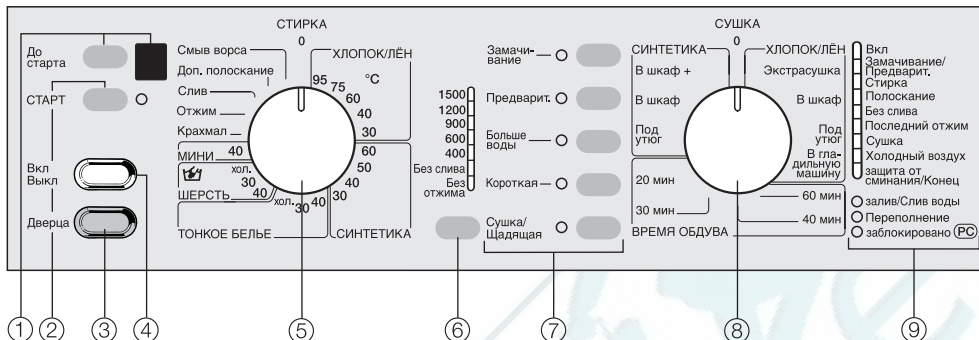 СТИРКА
СУШКА
До
старта
СТАРТ
Вкл
Выкл
Дверца
0
Смыв ворса
Доп. полоскание
Слив
Отжим
Крахмал
ХЛОПОК/ЛЁН
°C
95
75
60
40
30
МИНИ
40
хол.
30
40
ШЕРСТЬ
хол.
30
40
ТОНКОЕ БЕЛЬЕ
60
50
40
30
СИНТЕТИКА
1500
1200
900
600
400
Без слива
Без
отжима
Замачи-
вание
Предварит.
Больше
воды
Короткая
Сушка/
Щадящая
0
СИНТЕТИКА
В шкаф +
В шкаф
Под
утюг
20 мин
30 мин
ВРЕМЯ ОБДУВА
ХЛОПОК/ЛЁН
Экстрасушка
В шкаф
Под
утюг
В гла-
дильную
машину
60 мин
40 мин
Вкл
Замачивание/
Предварит.
Стирка
Полоскание
Без слива
Последний отжим
Сушка
Холодный воздух
защита от
сминания/Конец
залив/Слив воды
Переполнение
заблокировано PC
1 2 3 4 5 6 7 8 9